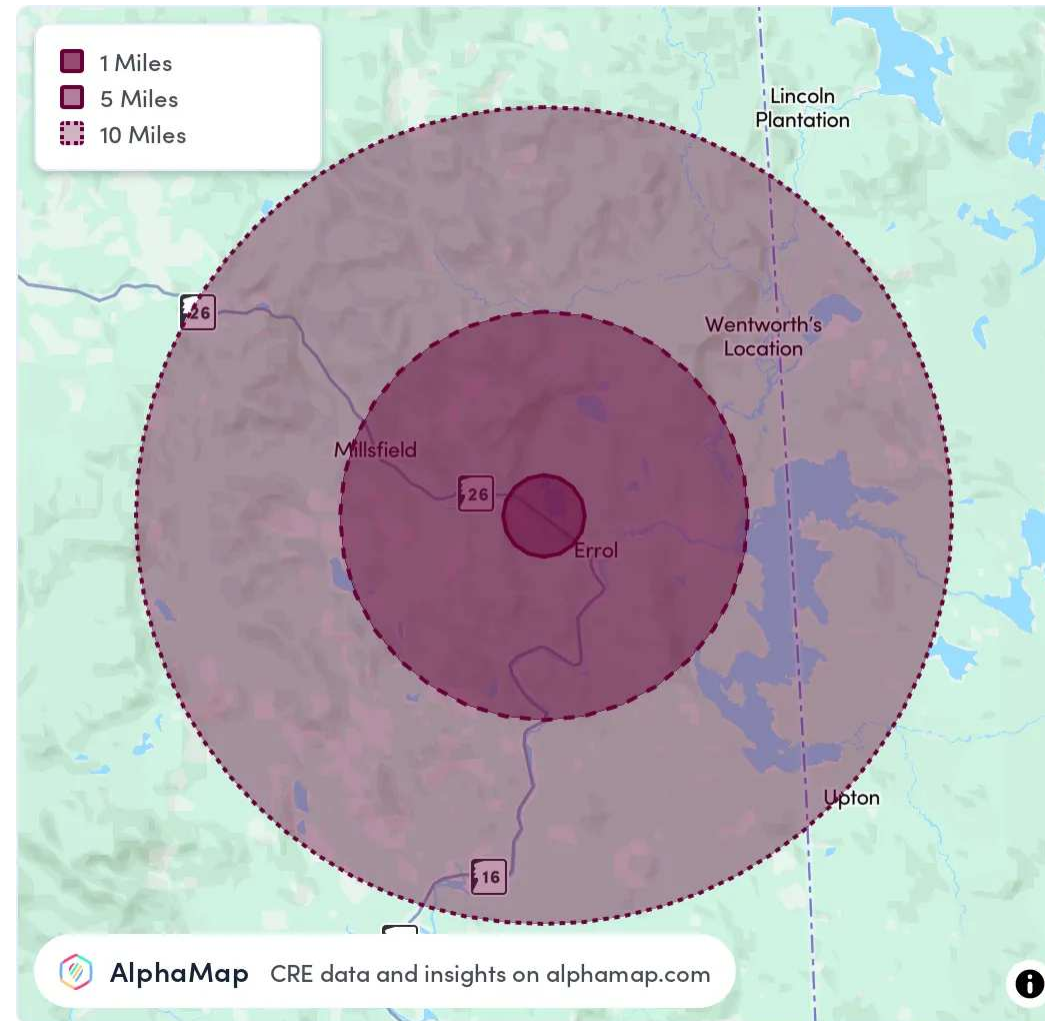 1 Miles
5 Miles
10 Miles
Lincoln
Plantation
26
Wentworth's
Location
Millsfield
26
Errol
Upton
16
AlphaMap CRE data and insights on alphamap.com